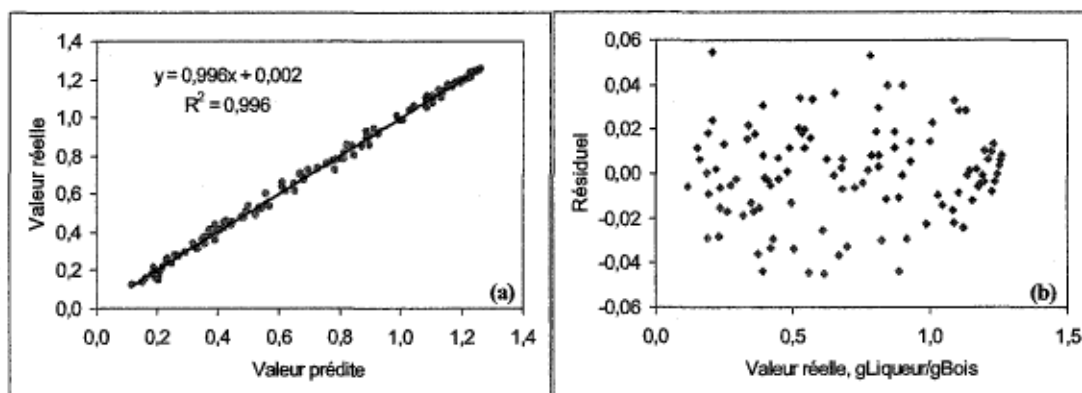 Valeur réelle
1,4
1,2
1,0
0,8
0,6
0,4
0,2
0,0
y = 0,996x + 0,002
R² = 0,996
(a)
0,0 0,2 0,4 0,6 0,8 1,0 1,2 1,4
Valeur prédite
Résiduel
0,06
0,04
0,02
0,00
-0,02
-0,04
-0,06
(b)
0,0 0,5 1,0 1,5
Valeur réelle, gLiqueur/gBois